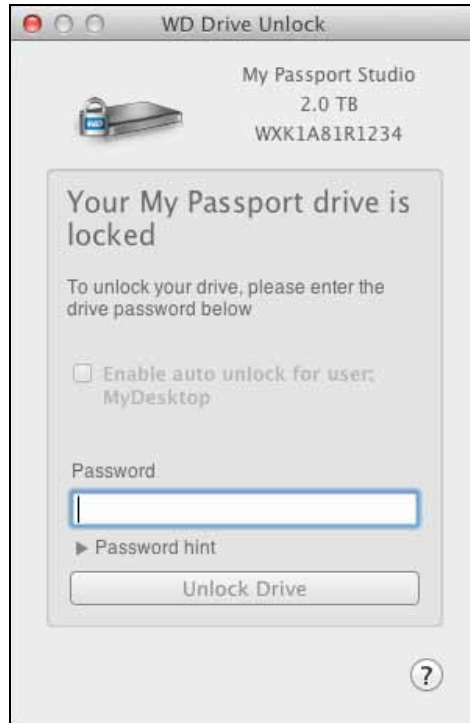 WD Drive Unlock
My Passport Studio
2.0 TB
WXK1A81R1234
WD
Your My Passport drive is
locked
To unlock your drive, please enter the
drive password below
Enable auto unlock for user:
MyDesktop
Password
Password hint
Unlock Drive
?